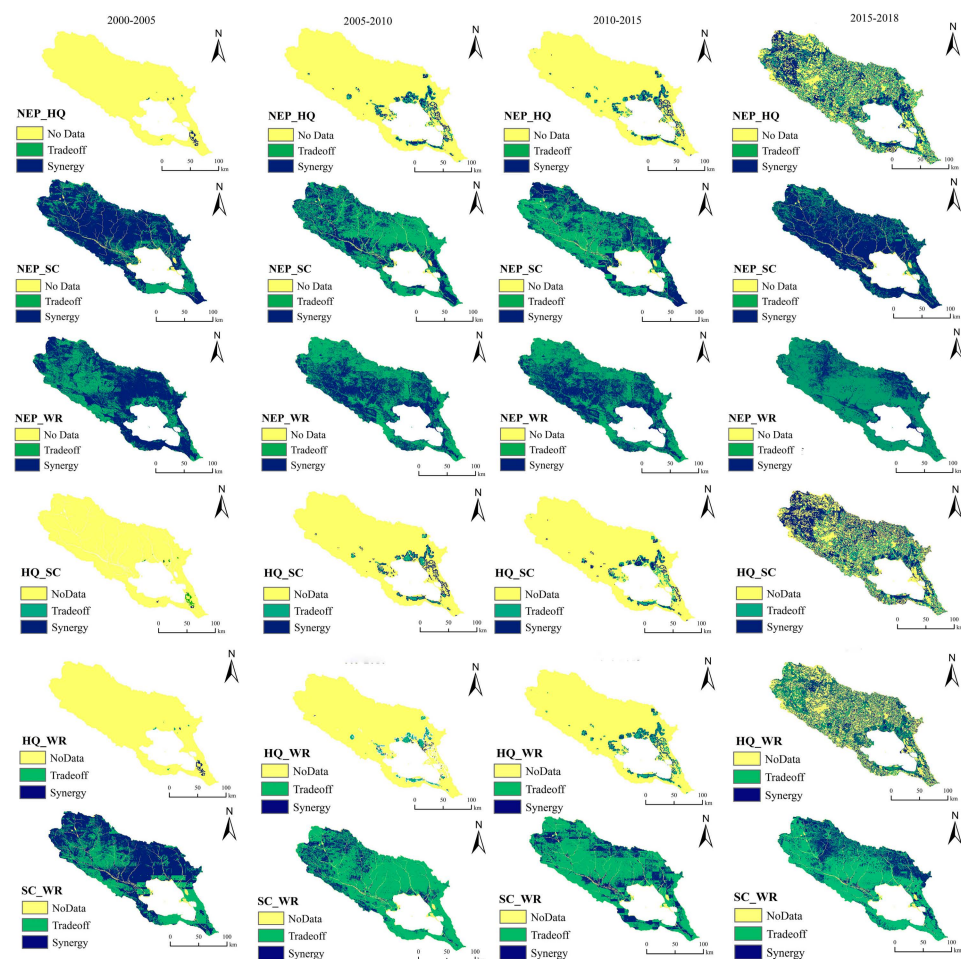 2000-2005
2005-2010
2010-2015
2015-2018
N
NEP_HQ
No Data
Tradeoff
Synergy
0 50 100
km
N
NEP_HQ
No Data
Tradeoff
Synergy
0 50 100
km
N
NEP_HQ
No Data
Tradeoff
Synergy
0 50 100
km
N
NEP_HQ
No Data
Tradeoff
Synergy
0 50 100
km
N
NEP_SC
No Data
Tradeoff
Synergy
0 50 100
km
N
NEP_SC
No Data
Tradeoff
Synergy
0 50 100
km
N
NEP_SC
No Data
Tradeoff
Synergy
0 50 100
km
N
NEP_SC
No Data
Tradeoff
Synergy
0 50 100
km
N
NEP_WR
No Data
Tradeoff
Synergy
0 50 100
km
N
NEP_WR
No Data
Tradeoff
Synergy
0 50 100
km
N
NEP_WR
No Data
Tradeoff
Synergy
0 50 100
km
N
NEP_WR
No Data
Tradeoff
Synergy
0 50 100
km
N
HQ_SC
NoData
Tradeoff
Synergy
0 50 100
km
N
HQ_SC
NoData
Tradeoff
Synergy
0 50 100
km
N
HQ_SC
NoData
Tradeoff
Synergy
0 50 100
km
N
HQ_SC
NoData
Tradeoff
Synergy
0 50 100
km
N
HQ_WR
NoData
Tradeoff
Synergy
0 50 100
km
N
HQ_WR
NoData
Tradeoff
Synergy
0 50 100
km
N
HQ_WR
NoData
Tradeoff
Synergy
0 50 100
km
N
HQ_WR
NoData
Tradeoff
Synergy
0 50 100
km
N
SC_WR
NoData
Tradeoff
Synergy
0 50 100
km
N
SC_WR
NoData
Tradeoff
Synergy
0 50 100
km
N
SC_WR
NoData
Tradeoff
Synergy
0 50 100
km
N
SC_WR
NoData
Tradeoff
Synergy
0 50 100
km